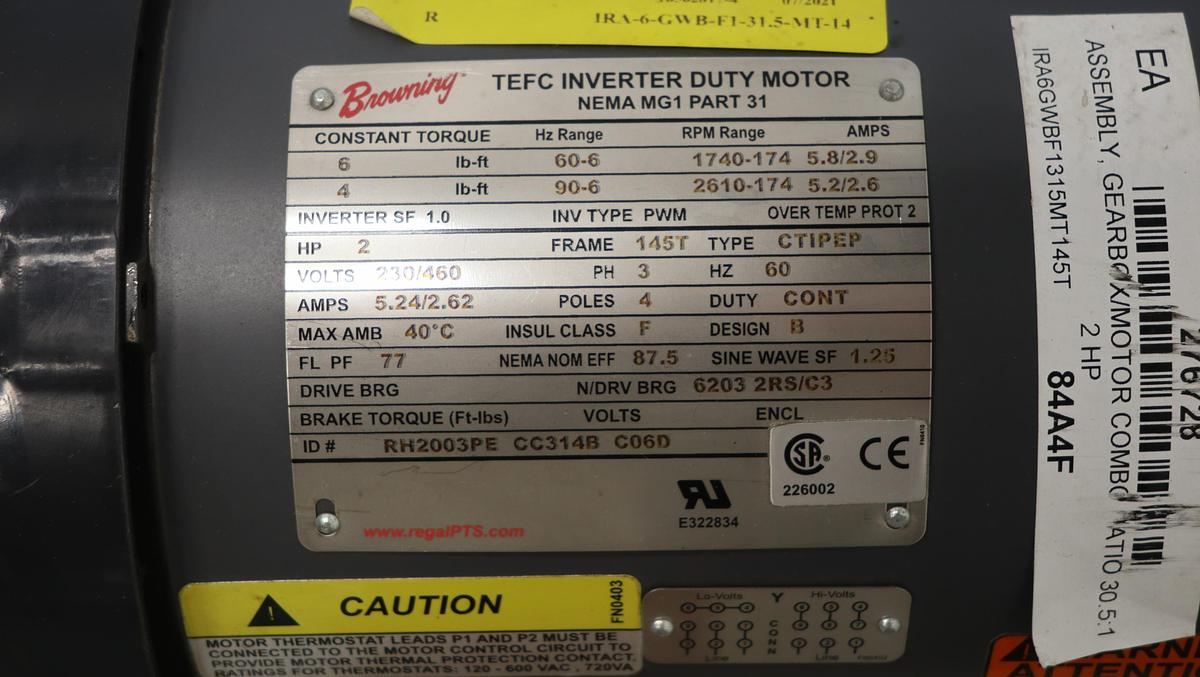 07/2021
R IRA-6-GWB-F1-31.5-MT-14
Browning TEFC INVERTER DUTY MOTOR
NEMA MG1 PART 31
CONSTANT TORQUE Hz Range RPM Range AMPS
6 lb-ft 60-6 1740-174 5.8/2.9
4 lb-ft 90-6 2610-174 5.2/2.6
INVERTER SF 1.0 INV TYPE PWM OVER TEMP PROT 2
HP 2 FRAME 145T TYPE CTIPEP
VOLTS 230/460 PH 3 HZ 60
AMPS 5.24/2.62 POLES 4 DUTY CONT
MAX AMB 40°C INSUL CLASS F DESIGN B
FL PF 77 NEMA NOM EFF 87.5 SINE WAVE SF 1.25
DRIVE BRG N/DRV BRG 6203 2RS/C3
BRAKE TORQUE (Ft-lbs) VOLTS ENCL
ID # RH2003PE CC314B C06D
SA® CE
226002
E322834
www.regalPTS.com
CAUTION
FN0403
MOTOR THERMOSTAT LEADS P1 AND P2 MUST BE
CONNECTED TO THE MOTOR CONTROL CIRCUIT TO
PROVIDE MOTOR THERMAL PROTECTION CONTACT
RATINGS FOR THERMOSTATS: 120 - 600 VAC, 720VA
Lo-Volts Y Hi-Volts
CONN
Line Line
EA
ASSEMBLY, GEARBOX/MOTOR COMBO ATIO 30.5:1
IRA6GWBF1315MT145T
2 HP
84A4F
276728
ATTENTI